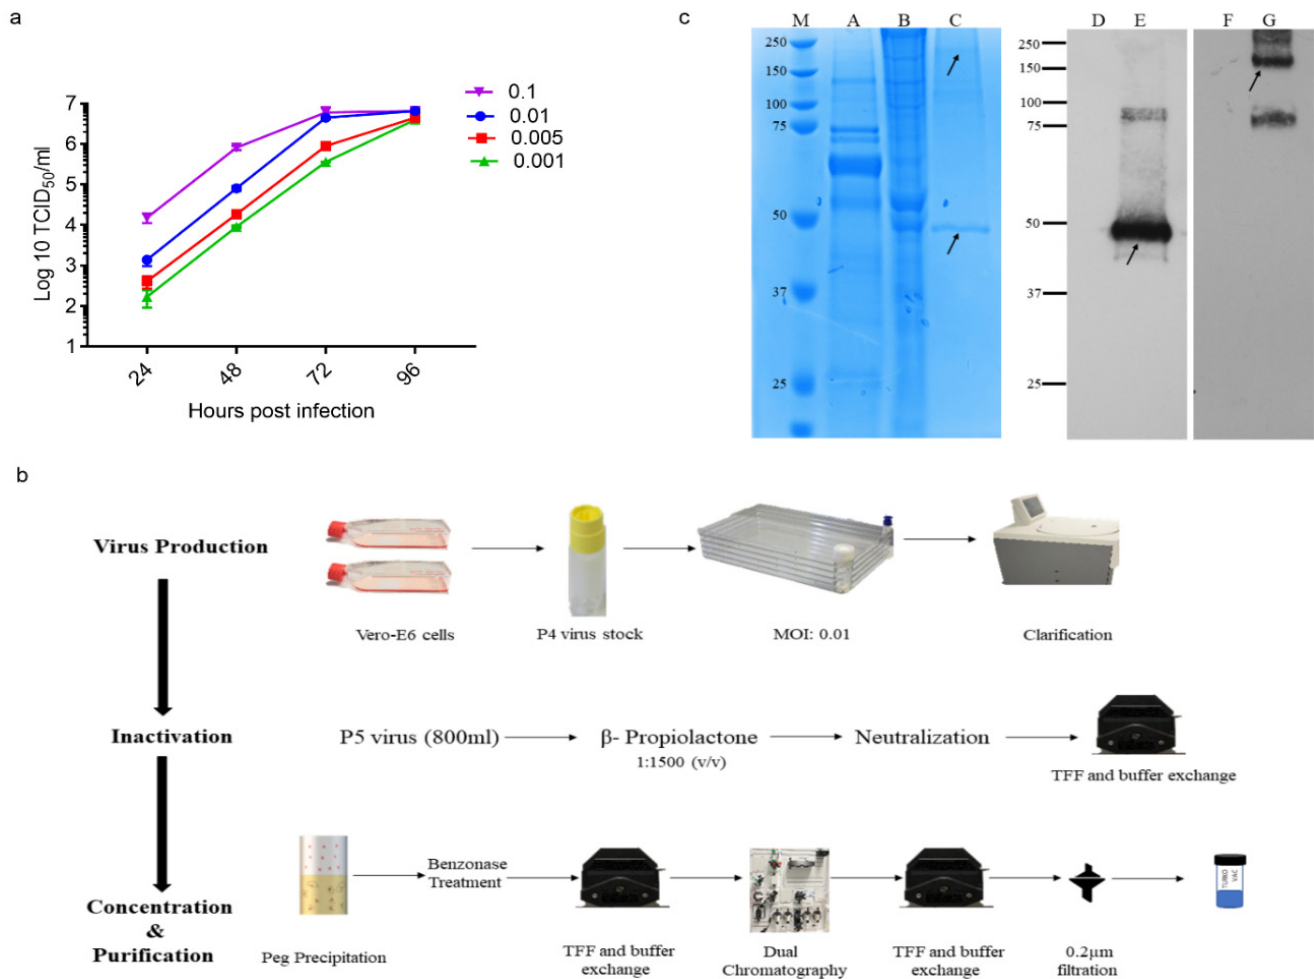 a
7
6
5
4
3
2
1
Log 10 TCID50/ml
24
48
72
96
Hours post infection
0.1
0.01
0.005
0.001
c
M A B C
250
150
100
75
50
37
25
D E
F G
250
150
100
75
50
37
25
b
Virus Production
Vero-E6 cells
P4 virus stock
MOI: 0.01
Clarification
Inactivation
P5 virus (800ml)
β- Propiolactone
1:1500 (v/v)
Neutralization
TFF and buffer exchange
Concentration
&
Purification
Peg Precipitation
Benzonase
Treatment
TFF and buffer
exchange
Dual
Chromatography
TFF and buffer
exchange
0.2μm
filtration
TURKO
VAC